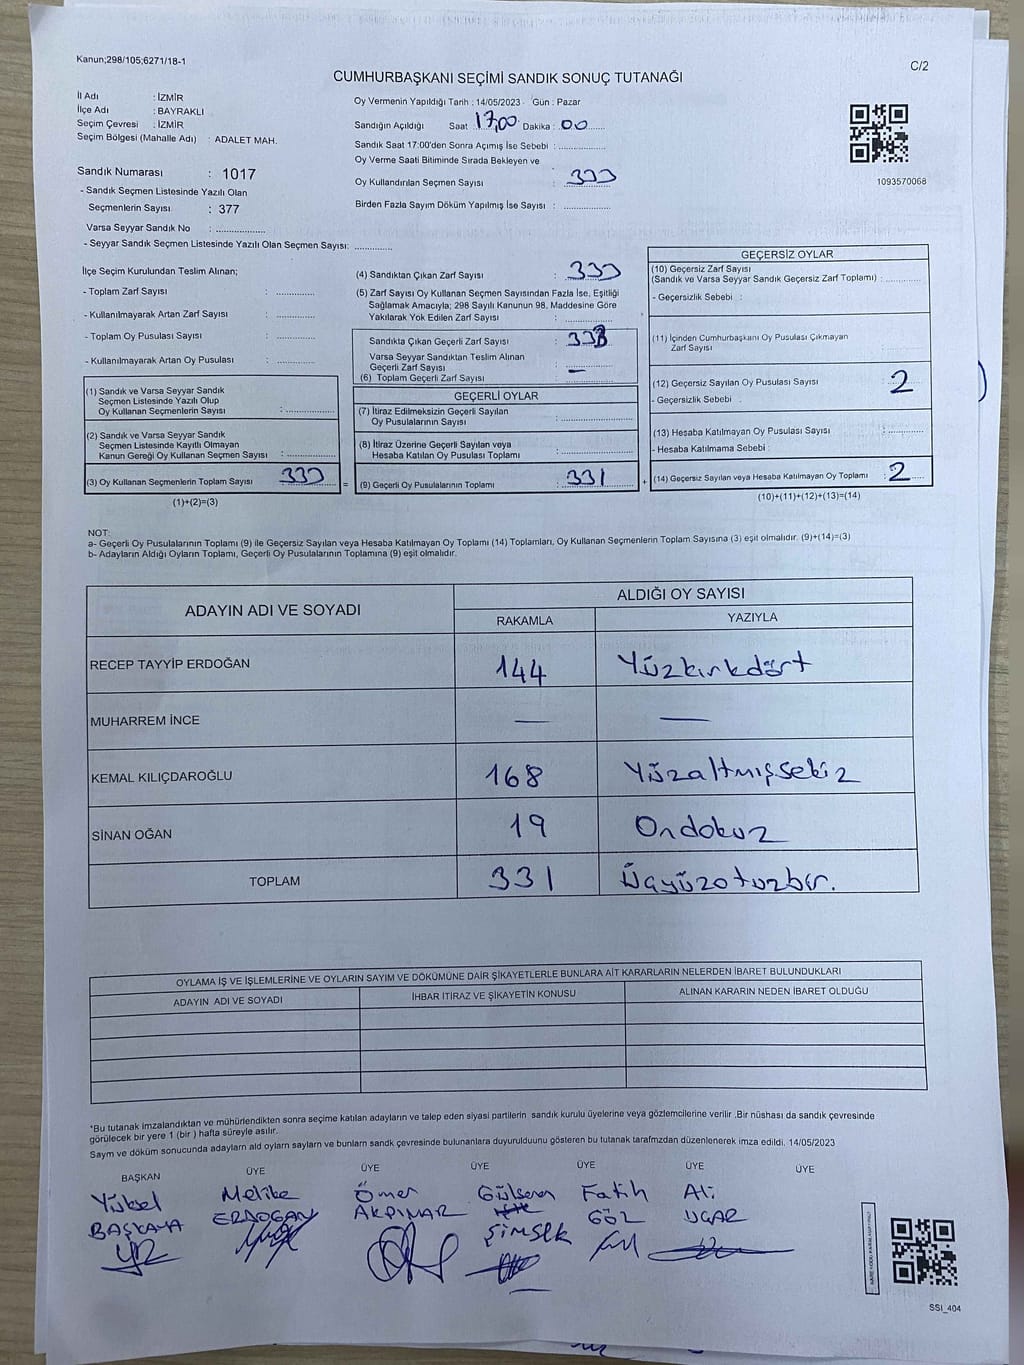 Kanun;298/105;6271/18-1
C/2
CUMHURBAŞKANI SEÇİMİ SANDIK SONUÇ TUTANAĞI
İl Adı : İZMİR
İlçe Adı : BAYRAKLI
Seçim Çevresi : İZMİR
Seçim Bölgesi (Mahalle Adı) : ADALET MAH.
Sandık Numarası : 1017
- Sandık Seçmen Listesinde Yazılı Olan
Seçmenlerin Sayısı : 377
Varsa Seyyar Sandık No : ..................
- Seyyar Sandık Seçmen Listesinde Yazılı Olan Seçmen Sayısı: .............
Oy Vermenin Yapıldığı Tarih : 14/05/2023 Gün : Pazar
Sandığın Açıldığı Saat : 17,00 Dakika : 00
Sandık Saat 17:00'den Sonra Açımış İse Sebebi : ...............
Oy Verme Saati Bitiminde Sırada Bekleyen ve
Oy Kullandırılan Seçmen Sayısı : 333
Birden Fazla Sayım Döküm Yapılmış İse Sayısı : ...............
1093570068
İlçe Seçim Kurulundan Teslim Alınan;
- Toplam Zarf Sayısı : .............
- Kullanılmayarak Artan Zarf Sayısı : .............
- Toplam Oy Pusulası Sayısı : .............
- Kullanılmayarak Artan Oy Pusulası : .............
(1) Sandık ve Varsa Seyyar Sandık
Seçmen Listesinde Yazılı Olup
Oy Kullanan Seçmenlerin Sayısı : ...............
(2) Sandık ve Varsa Seyyar Sandık
Seçmen Listesinde Kayıtlı Olmayan
Kanun Gereği Oy Kullanan Seçmen Sayısı : ...............
(3) Oy Kullanan Seçmenlerin Toplam Sayısı 333
(1)+(2)=(3)
(4) Sandıktan Çıkan Zarf Sayısı : 333
(5) Zarf Sayısı Oy Kullanan Seçmen Sayısından Fazla İse, Eşitliği
Sağlamak Amacıyla; 298 Sayılı Kanunun 98. Maddesine Göre
Yakılarak Yok Edilen Zarf Sayısı : ...............
Sandıkta Çıkan Geçerli Zarf Sayısı : 333
Varsa Seyyar Sandıktan Teslim Alınan
Geçerli Zarf Sayısı : —
(6) Toplam Geçerli Zarf Sayısı : ...............
GEÇERLİ OYLAR
(7) İtiraz Edilmeksizin Geçerli Sayılan
Oy Pusulalarının Sayısı : ...............
(8) İtiraz Üzerine Geçerli Sayılan veya
Hesaba Katılan Oy Pusulası Toplamı : ...............
= (9) Geçerli Oy Pusulalarının Toplamı : 331
GEÇERSİZ OYLAR
(10) Geçersiz Zarf Sayısı
(Sandık ve Varsa Seyyar Sandık Geçersiz Zarf Toplamı) : ...........
- Geçersizlik Sebebi :
(11) İçinden Cumhurbaşkanı Oy Pusulası Çıkmayan
Zarf Sayısı
(12) Geçersiz Sayılan Oy Pusulası Sayısı : 2
- Geçersizlik Sebebi :
(13) Hesaba Katılmayan Oy Pusulası Sayısı : ...........
- Hesaba Katılmama Sebebi :
+ (14) Geçersiz Sayılan veya Hesaba Katılmayan Oy Toplamı : 2
(10)+(11)+(12)+(13)=(14)
NOT:
a- Geçerli Oy Pusulalarının Toplamı (9) ile Geçersiz Sayılan veya Hesaba Katılmayan Oy Toplamı (14) Toplamları, Oy Kullanan Seçmenlerin Toplam Sayısına (3) eşit olmalıdır. (9)+(14)=(3)
b- Adayların Aldığı Oyların Toplamı, Geçerli Oy Pusulalarının Toplamına (9) eşit olmalıdır.
ADAYIN ADI VE SOYADI
ALDIĞI OY SAYISI
RAKAMLA YAZIYLA
RECEP TAYYİP ERDOĞAN 144 Yüzkırkdört
MUHARREM İNCE — —
KEMAL KILIÇDAROĞLU 168 Yüzaltmışsekiz
SİNAN OĞAN 19 Ondokuz
TOPLAM 331 Üçyüzotuzbir.
OYLAMA İŞ VE İŞLEMLERİNE VE OYLARIN SAYIM VE DÖKÜMÜNE DAİR ŞİKAYETLERLE BUNLARA AİT KARARLARIN NELERDEN İBARET BULUNDUKLARI
ADAYIN ADI VE SOYADI İHBAR İTİRAZ VE ŞİKAYETİN KONUSU ALINAN KARARIN NEDEN İBARET OLDUĞU
*Bu tutanak imzalandıktan ve mühürlendikten sonra seçime katılan adayların ve talep eden siyasi partilerin sandık kurulu üyelerine veya gözlemcilerine verilir .Bir nüshası da sandık çevresinde
görülecek bir yere 1 (bir ) hafta süreyle asılır.
Sayım ve döküm sonucunda adayların ald oyların sayları ve bunların sandk çevresinde bulunanlara duyurulduunu gösteren bu tutanak tarafmzdan düzenlenerek imza edildi. 14/05/2023
BAŞKAN ÜYE ÜYE ÜYE ÜYE ÜYE ÜYE
Yüksel Melike Ömer Gülseren Fatih Ali
BAŞKAYA ERDOĞAN AKPINAR ŞİMŞEK GÖL UÇAR
SSI_404